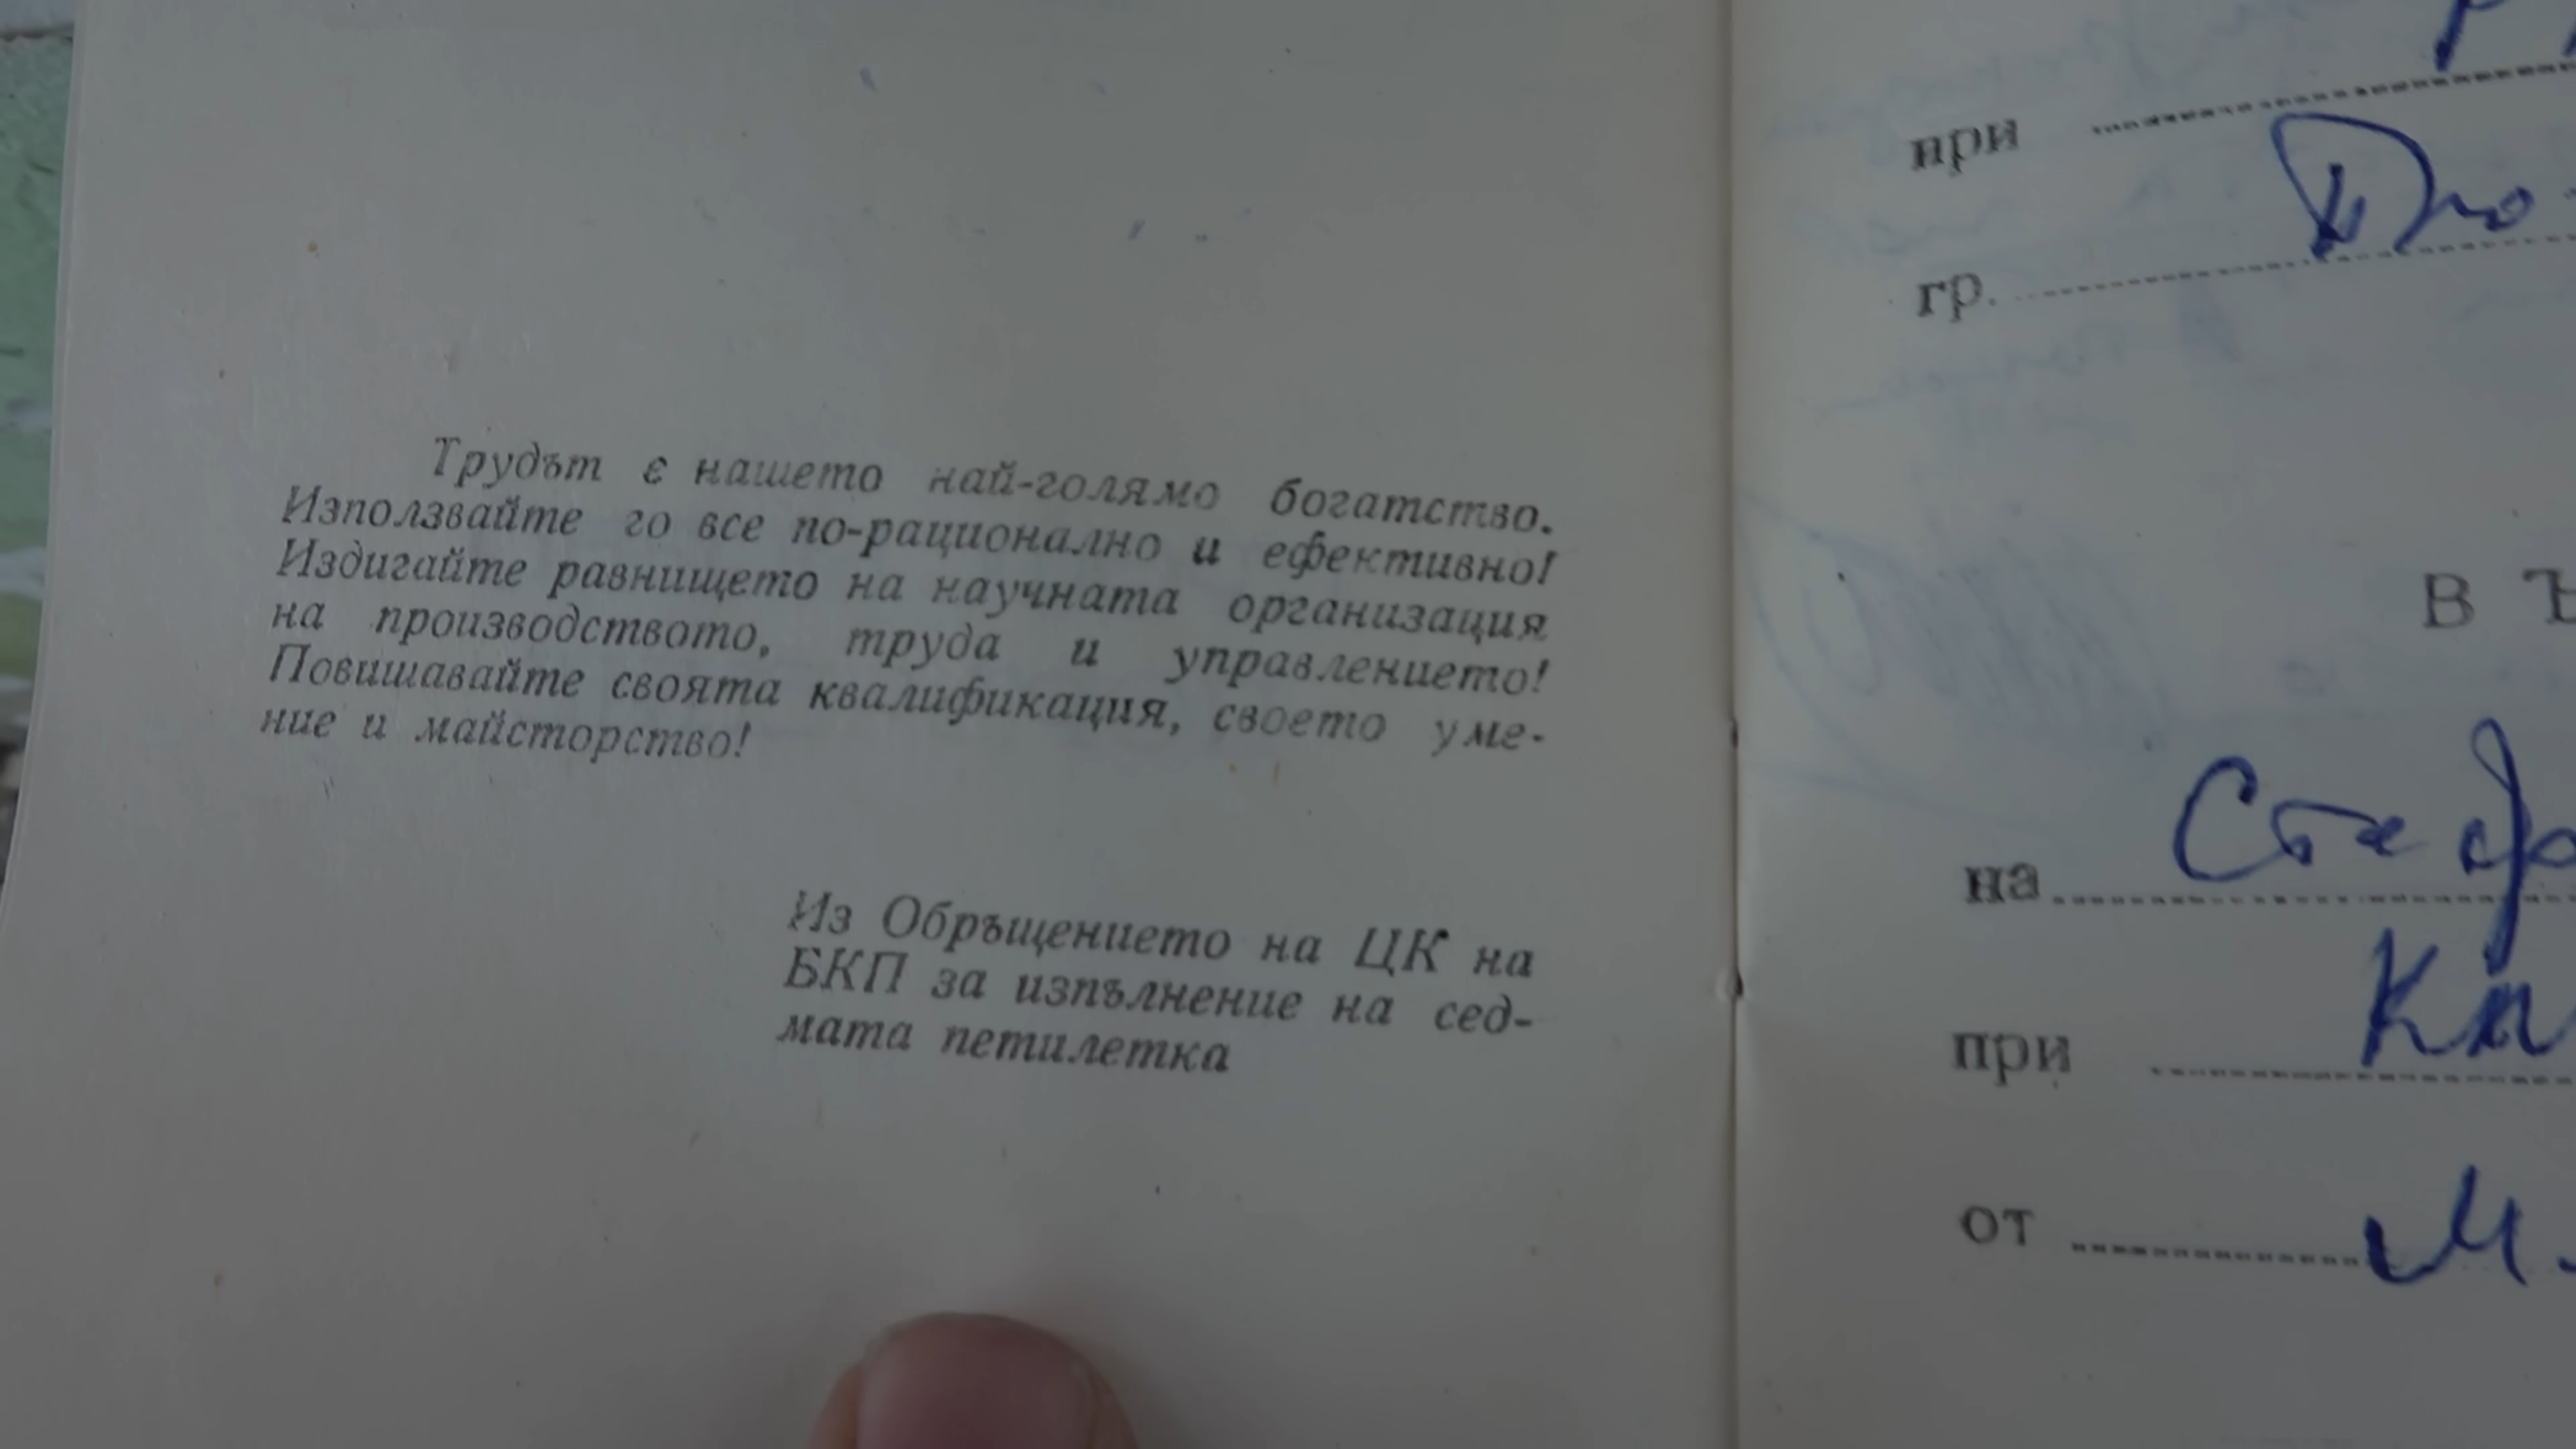 Трудът е нашето най-голямо богатство.
Използвайте го все по-рационално и ефективно!
Издигайте равнището на научната организация
на производството, труда и управлението!
Повишавайте своята квалификация, своето уме-
ние и майсторство!
Из Обръщението на ЦК на
БКП за изпълнение на сед-
мата петилетка
при
гр.
В Ъ
на
при
от